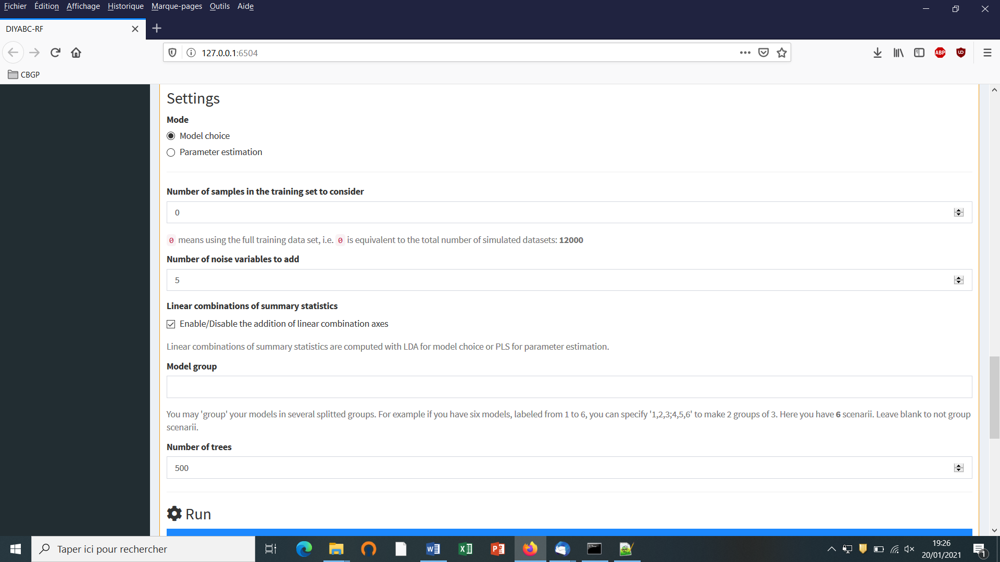 Fichier Édition Affichage Historique Marque-pages Outils Aide
DIYABC-RF
127.0.0.1:6504
ABP
CBGP
Settings
Mode
Model choice
Parameter estimation
Number of samples in the training set to consider
0
0 means using the full training data set, i.e. 0 is equivalent to the total number of simulated datasets: 12000
Number of noise variables to add
5
Linear combinations of summary statistics
Enable/Disable the addition of linear combination axes
Linear combinations of summary statistics are computed with LDA for model choice or PLS for parameter estimation.
Model group
You may 'group' your models in several splitted groups. For example if you have six models, labeled from 1 to 6, you can specify '1,2,3;4,5,6' to make 2 groups of 3. Here you have 6 scenarii. Leave blank to not group
scenarii.
Number of trees
500
Run
Taper ici pour rechercher
19:26
20/01/2021
1